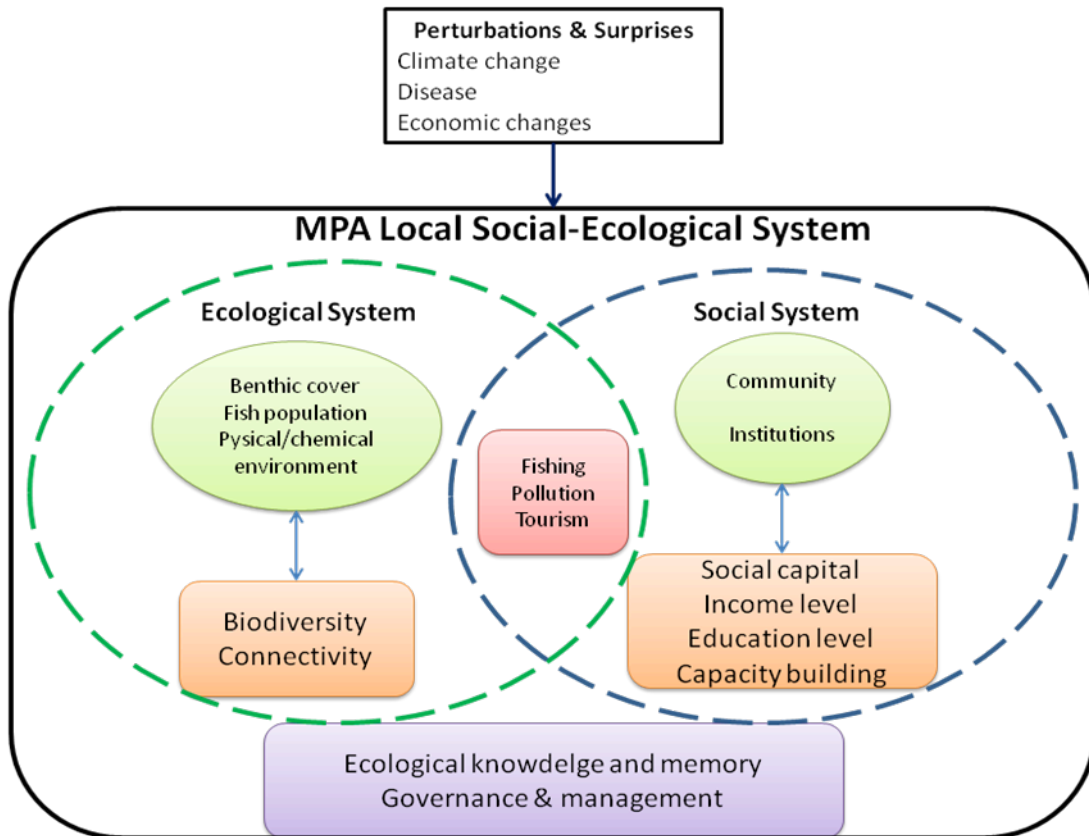 Perturbations & Surprises
Climate change
Disease
Economic changes
MPA Local Social-Ecological System
Ecological System
Benthic cover
Fish population
Pysical/chemical
environment
Biodiversity
Connectivity
Fishing
Pollution
Tourism
Social System
Community
Institutions
Social capital
Income level
Education level
Capacity building
Ecological knowdelge and memory
Governance & management